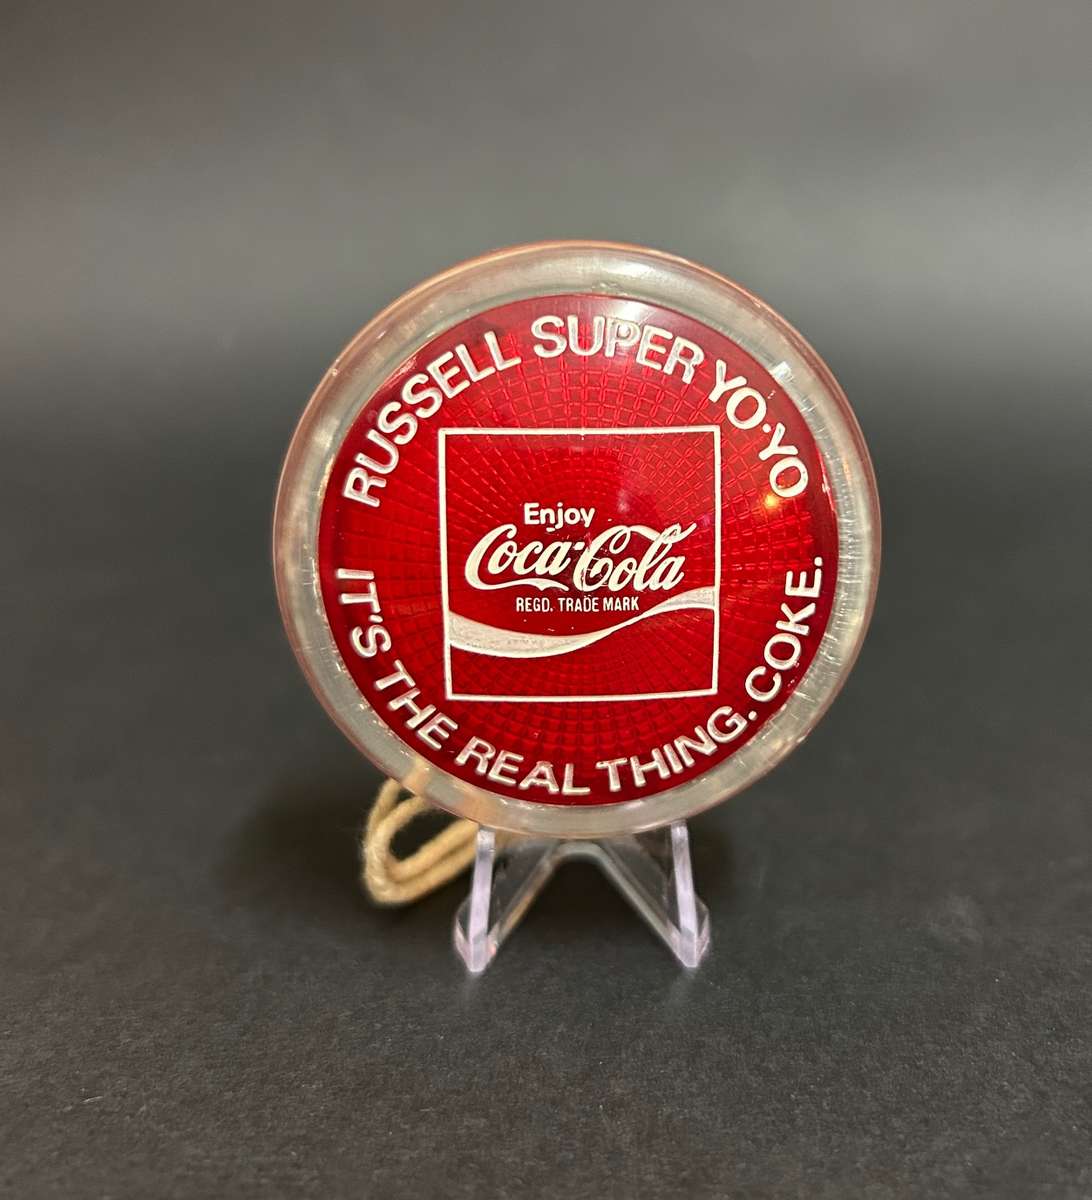 RUSSELL SUPER YO-YO
Enjoy
Coca-Cola
REGD. TRADE MARK
IT'S THE REAL THING. COKE.